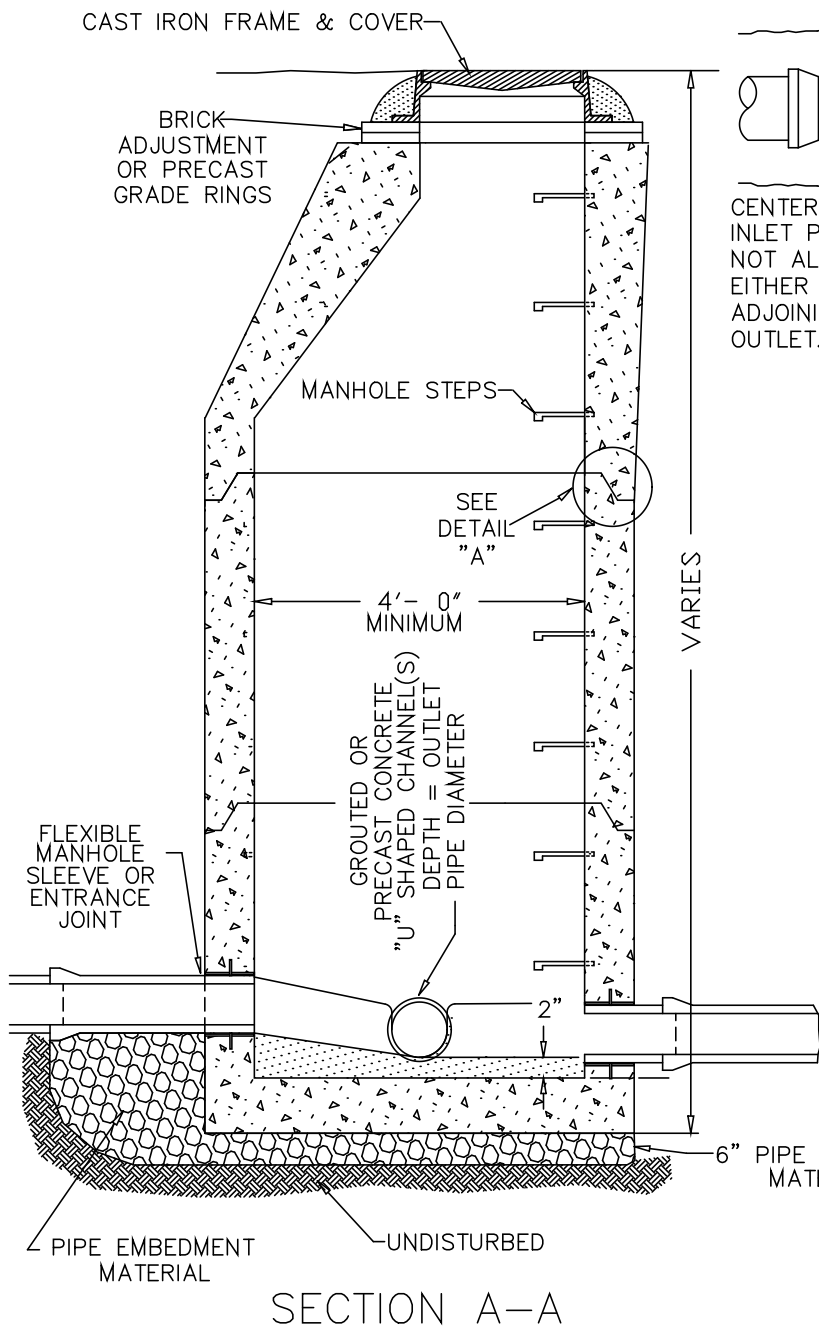 CAST IRON FRAME & COVER
BRICK
ADJUSTMENT
OR PRECAST
GRADE RINGS
CENTER
INLET P
NOT AL
EITHER
ADJOINI
OUTLET.
MANHOLE STEPS
SEE
DETAIL
"A"
4'- 0"
MINIMUM
VARIES
GROUTED OR
PRECAST CONCRETE
"U" SHAPED CHANNEL(S)
DEPTH = OUTLET
PIPE DIAMETER
FLEXIBLE
MANHOLE
SLEEVE OR
ENTRANCE
JOINT
2"
6" PIPE
MATE
PIPE EMBEDMENT
MATERIAL
UNDISTURBED
SECTION A-A